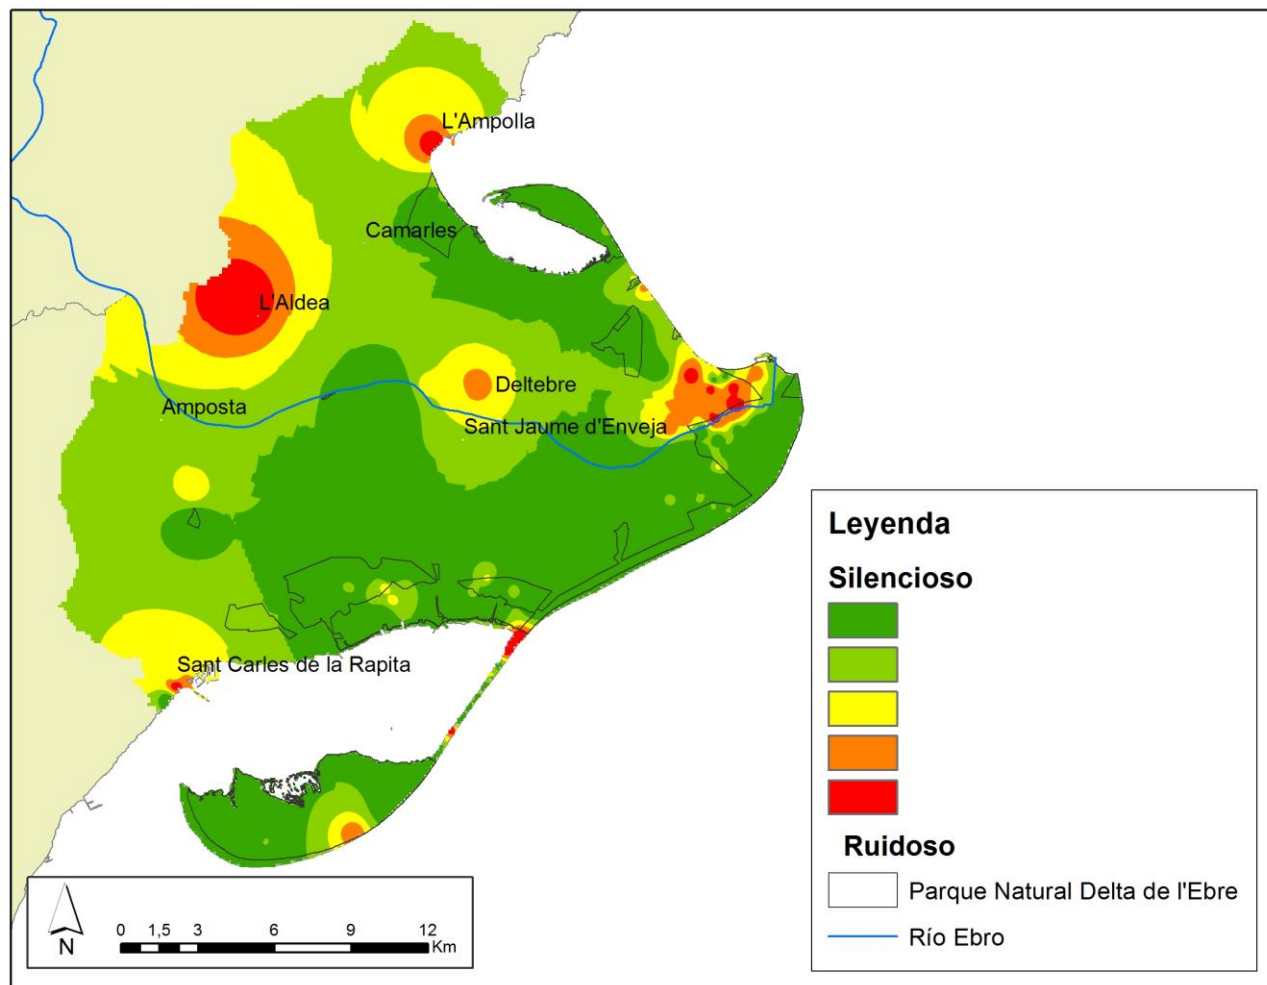 L'Ampolla
Camarles
L'Aldea
Deltebre
Amposta
Sant Jaume d'Enveja
Sant Carles de la Rapita
Leyenda
Silencioso
Ruidoso
Parque Natural Delta de l'Ebre
Río Ebro
N
0 1,5 3 6 9 12
Km